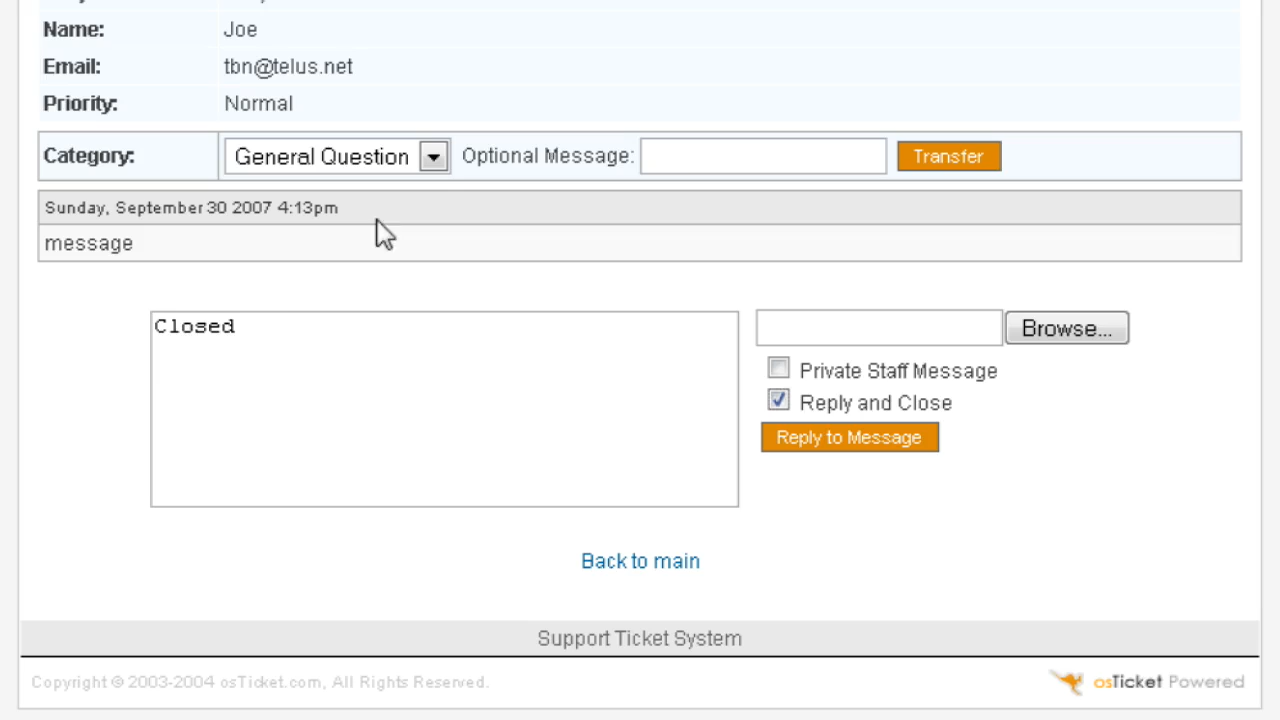 Name: Joe
Email: tbn@telus.net
Priority: Normal
Category: General Question Optional Message: Transfer
Sunday, September 30 2007 4:13pm
message
Closed
Browse...
Private Staff Message
Reply and Close
Reply to Message
Back to main
Support Ticket System
Copyright © 2003-2004 osTicket.com, All Rights Reserved.
osTicket Powered